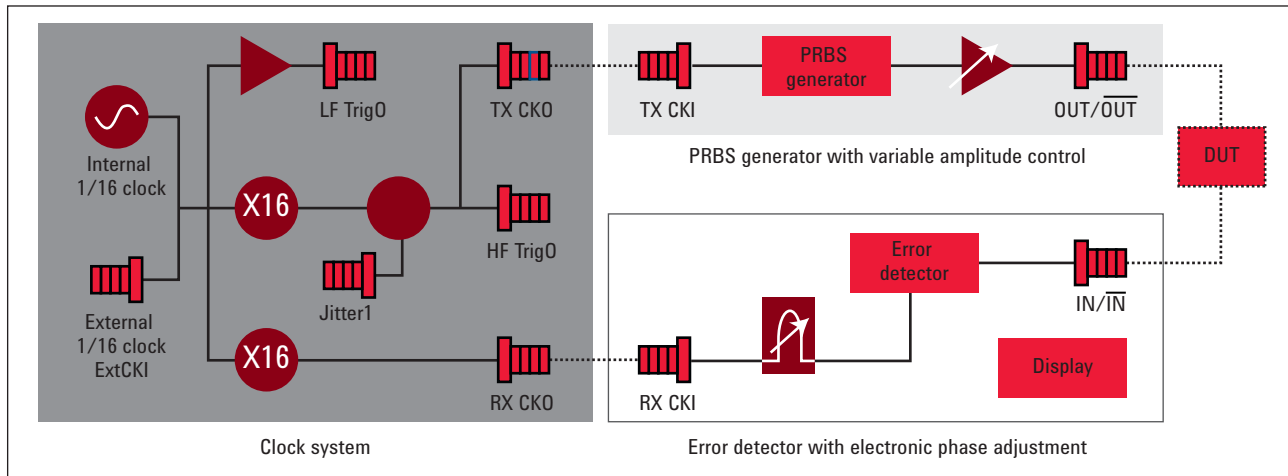 Internal
1/16 clock
External
1/16 clock
ExtCKI
LF TrigO
X16
Jitter1
X16
TX CKO
HF TrigO
RX CKO
Clock system
TX CKI
PRBS
generator
OUT/OUT
PRBS generator with variable amplitude control
DUT
Error
detector
IN/IN
RX CKI
Display
Error detector with electronic phase adjustment